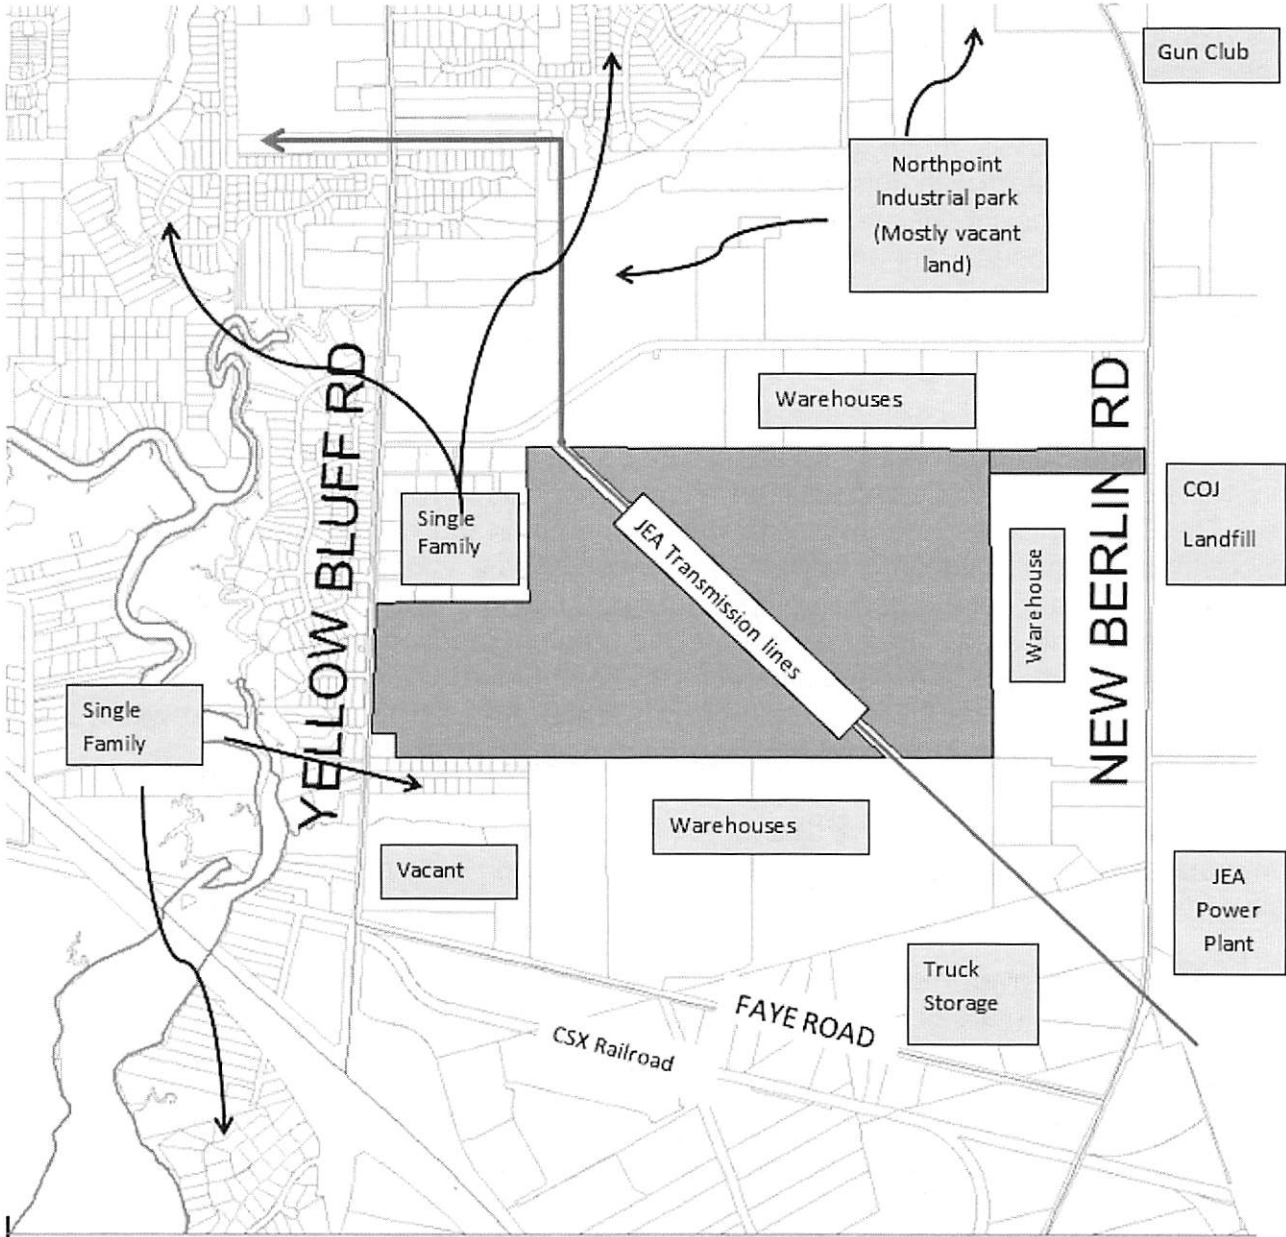 Gun Club
Northpoint
Industrial park
(Mostly vacant
land)
Warehouses
YELLOW BLUFF RD
NEW BERLIN RD
Single
Family
JEA Transmission lines
Warehouse
COJ
Landfill
Single
Family
Warehouses
Vacant
JEA
Power
Plant
Truck
Storage
FAYE ROAD
CSX Railroad